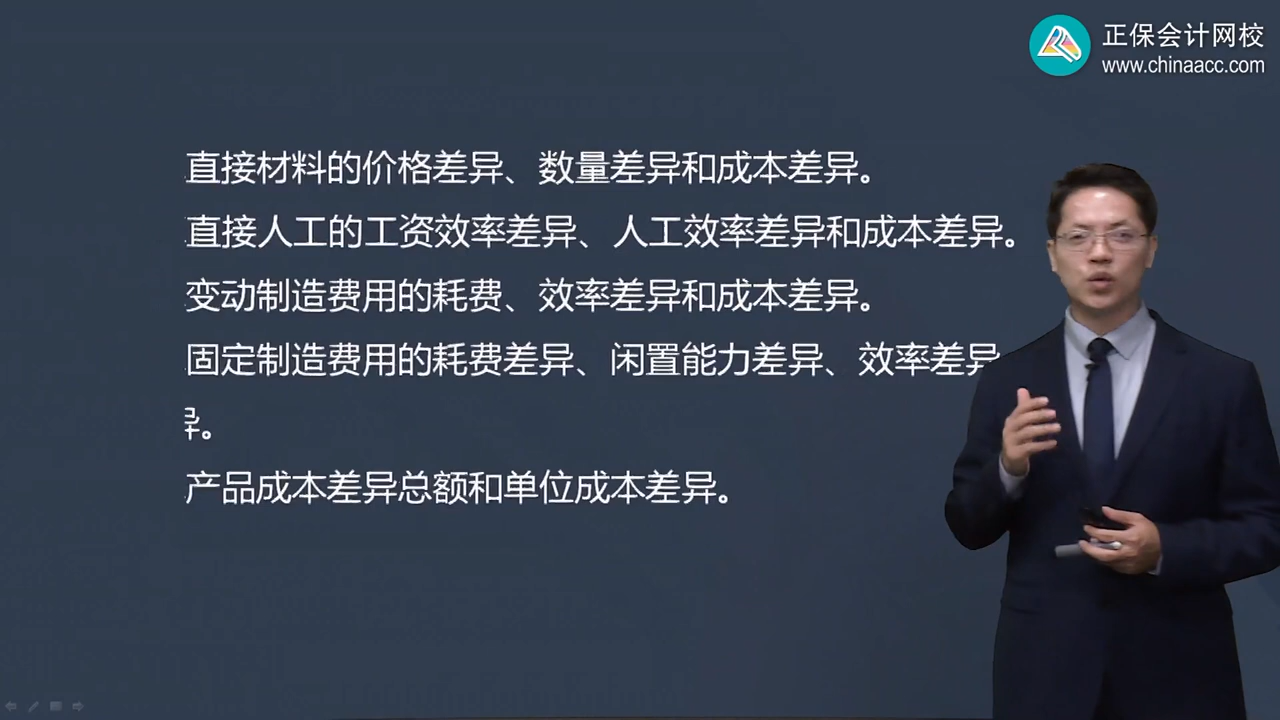 正保会计网校
www.chinaacc.com
直接材料的价格差异、数量差异和成本差异。
直接人工的工资效率差异、人工效率差异和成本差异。
变动制造费用的耗费、效率差异和成本差异。
固定制造费用的耗费差异、闲置能力差异、效率差异
异。
产品成本差异总额和单位成本差异。